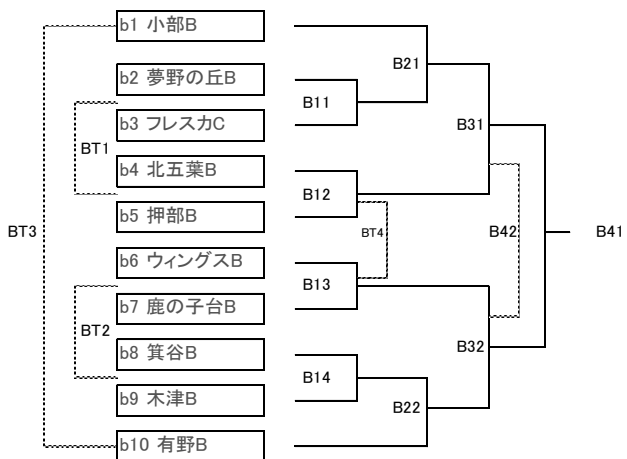 b1 小部B
b2 夢野の丘B
b3 フレスカC
b4 北五葉B
b5 押部B
b6 ウィングスB
b7 鹿の子台B
b8 箕谷B
b9 木津B
b10 有野B
BT1
BT2
BT3
BT4
B11
B12
B13
B14
B21
B22
B31
B32
B42
B41